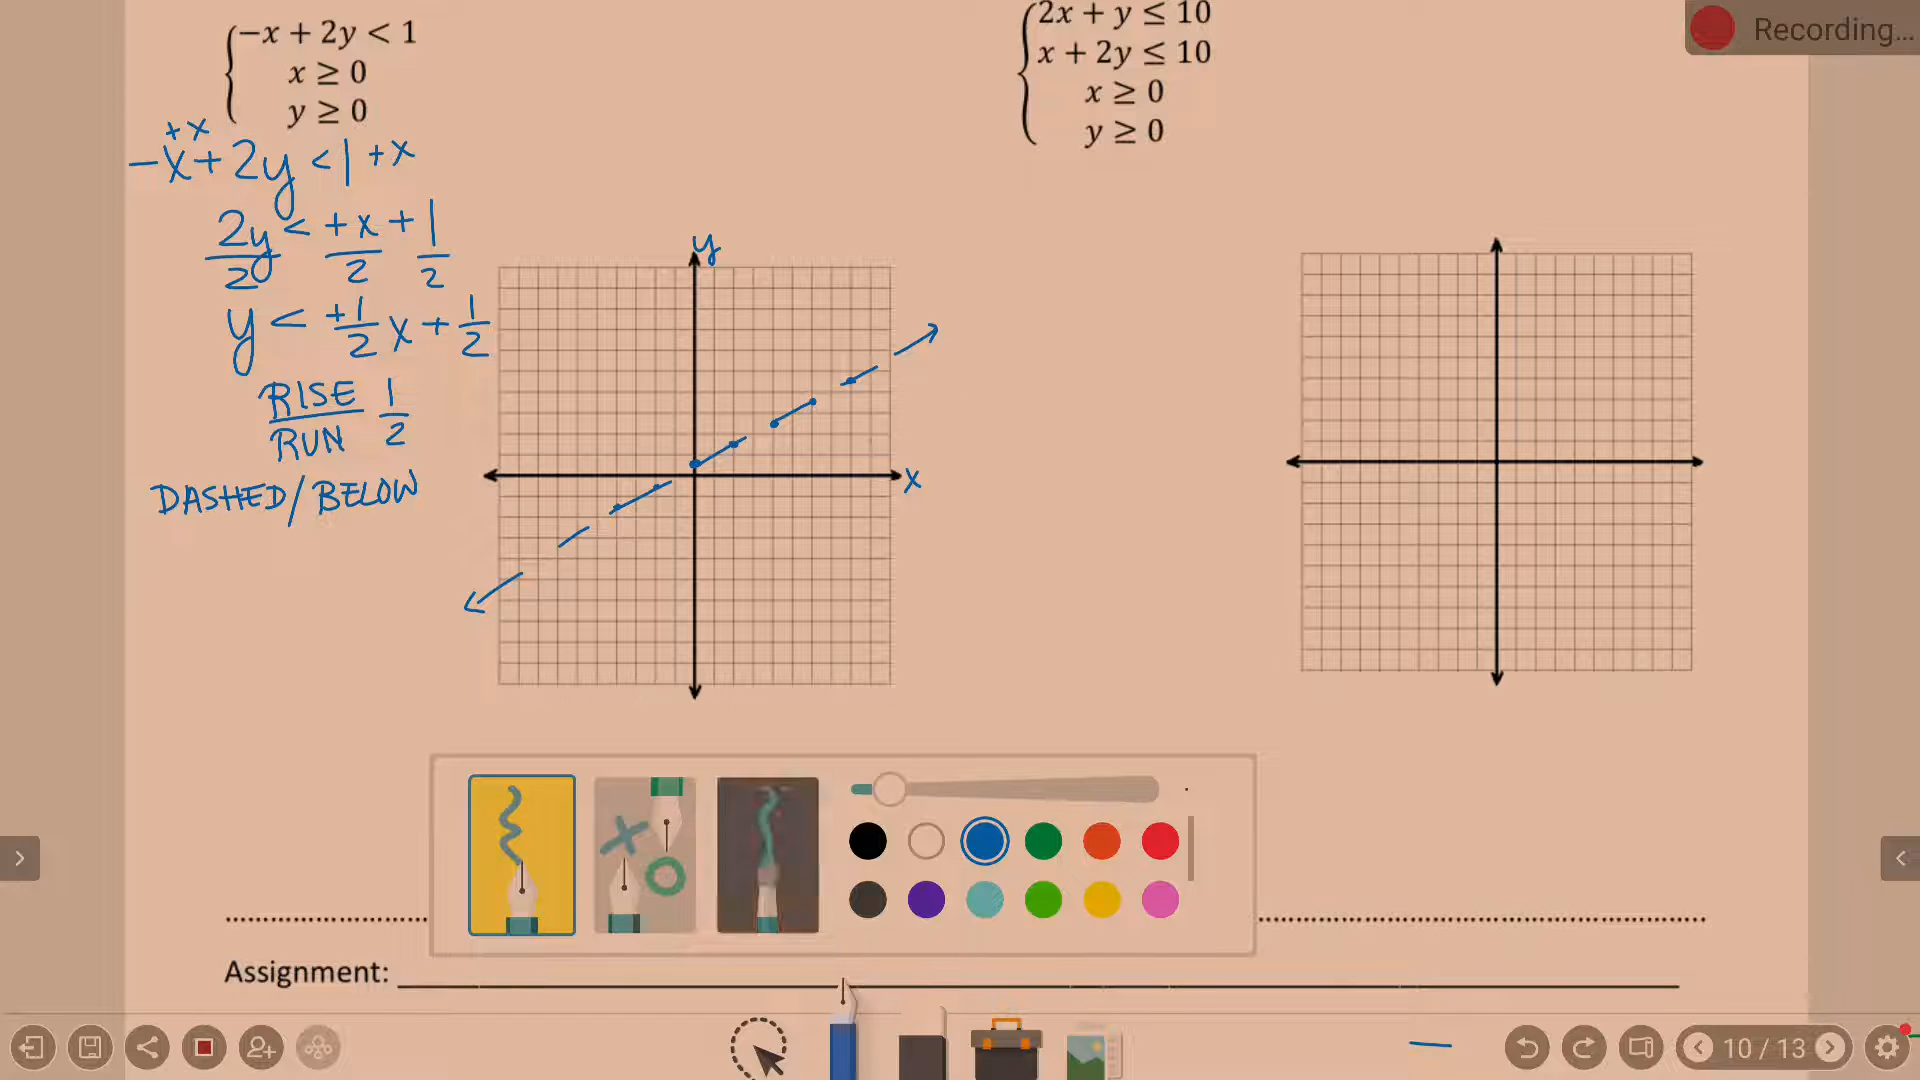 Recording...
−x + 2y < 1
x ≥ 0
y ≥ 0
2x + y ≤ 10
x + 2y ≤ 10
x ≥ 0
y ≥ 0
+x
−x + 2y < 1 +x
2y/2 < +x/2 + 1/2
y < +1/2 x + 1/2
RISE/RUN 1/2
DASHED/BELOW
y
x
Assignment:
10 / 13